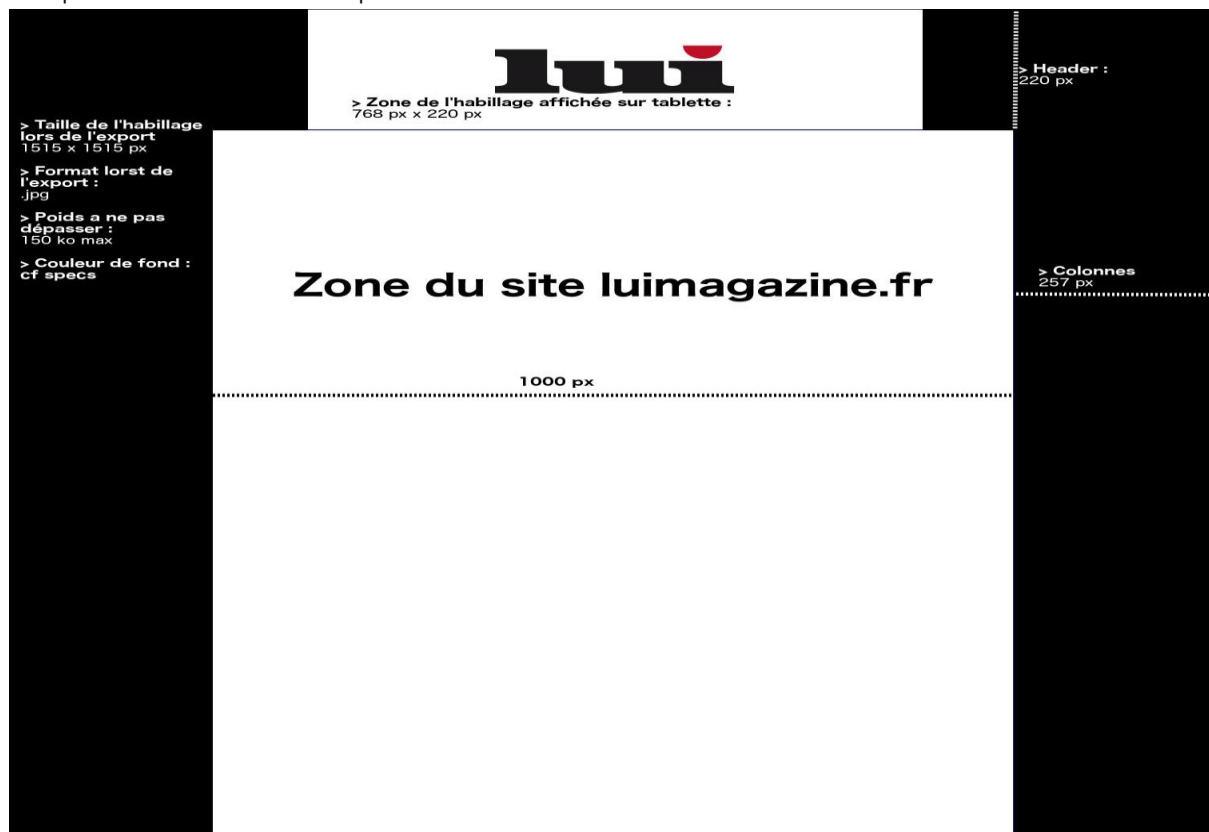 lui
> Zone de l'habillage affichée sur tablette :
768 px x 220 px
> Header :
220 px
> Taille de l'habillage
lors de l'export
1515 x 1515 px
> Format lorst de
l'export :
.jpg
> Poids a ne pas
dépasser :
150 ko max
> Couleur de fond :
cf specs
Zone du site luimagazine.fr
> Colonnes
257 px
1000 px